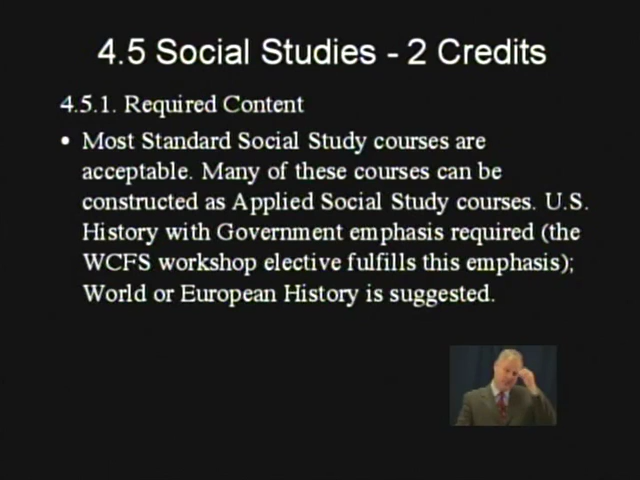 4.5 Social Studies - 2 Credits
4.5.1. Required Content
• Most Standard Social Study courses are
acceptable. Many of these courses can be
constructed as Applied Social Study courses. U.S.
History with Government emphasis required (the
WCFS workshop elective fulfills this emphasis);
World or European History is suggested.